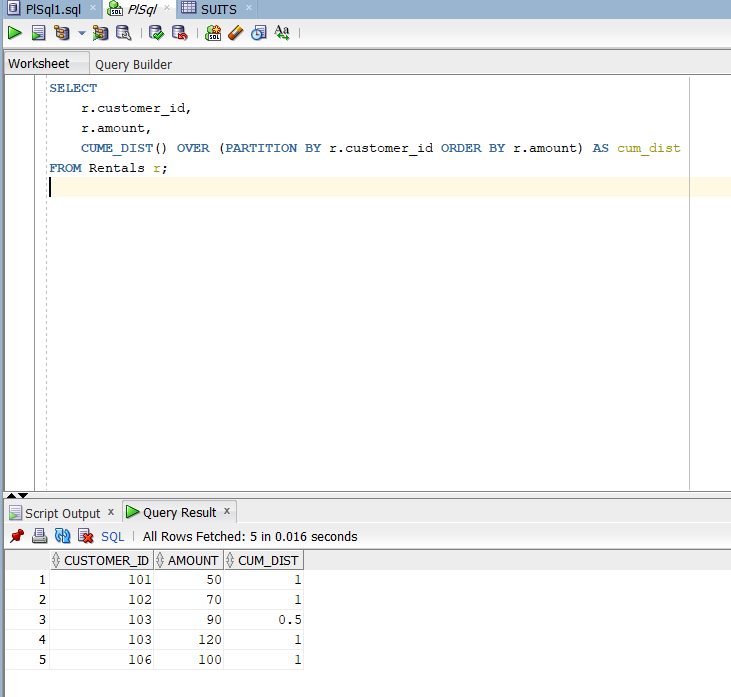 PlSql1.sql × PlSql × SUITS ×
Worksheet Query Builder
SELECT
r.customer_id,
r.amount,
CUME_DIST() OVER (PARTITION BY r.customer_id ORDER BY r.amount) AS cum_dist
FROM Rentals r;
Script Output × Query Result ×
SQL All Rows Fetched: 5 in 0.016 seconds
CUSTOMER_ID AMOUNT CUM_DIST
1 101 50 1
2 102 70 1
3 103 90 0.5
4 103 120 1
5 106 100 1